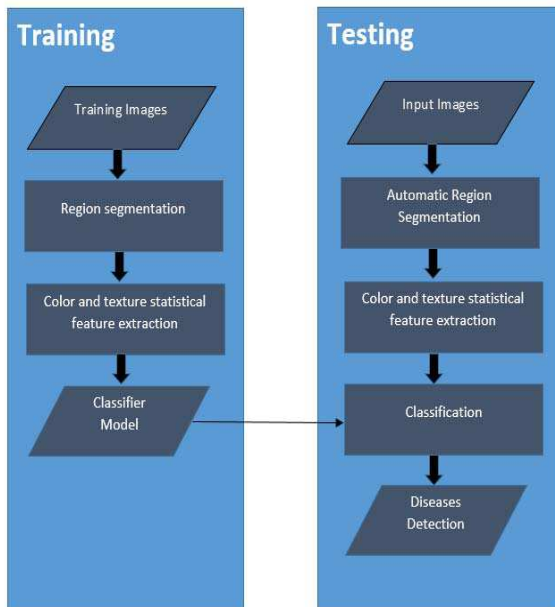 Training
Training Images
Region segmentation
Color and texture statistical
feature extraction
Classifier
Model
Testing
Input Images
Automatic Region
Segmentation
Color and texture statistical
feature extraction
Classification
Diseases
Detection